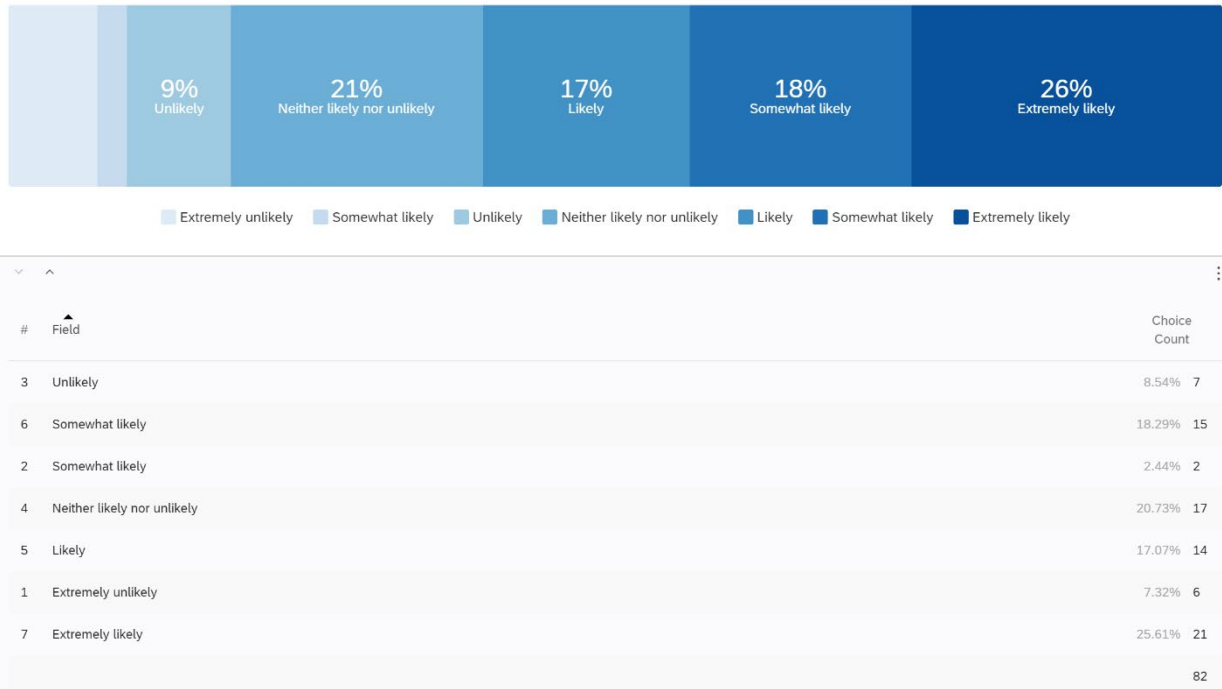 9%
Unlikely
21%
Neither likely nor unlikely
17%
Likely
18%
Somewhat likely
26%
Extremely likely
Extremely unlikely Somewhat likely Unlikely Neither likely nor unlikely Likely Somewhat likely Extremely likely
# Field Choice Count
3 Unlikely 8.54% 7
6 Somewhat likely 18.29% 15
2 Somewhat likely 2.44% 2
4 Neither likely nor unlikely 20.73% 17
5 Likely 17.07% 14
1 Extremely unlikely 7.32% 6
7 Extremely likely 25.61% 21
82